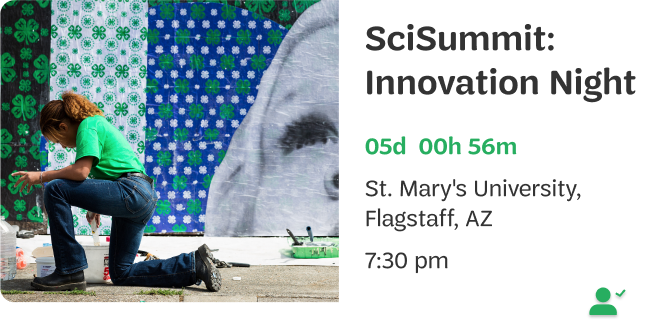 SciSummit:
Innovation Night
05d 00h 56m
St. Mary's University,
Flagstaff, AZ
7:30 pm